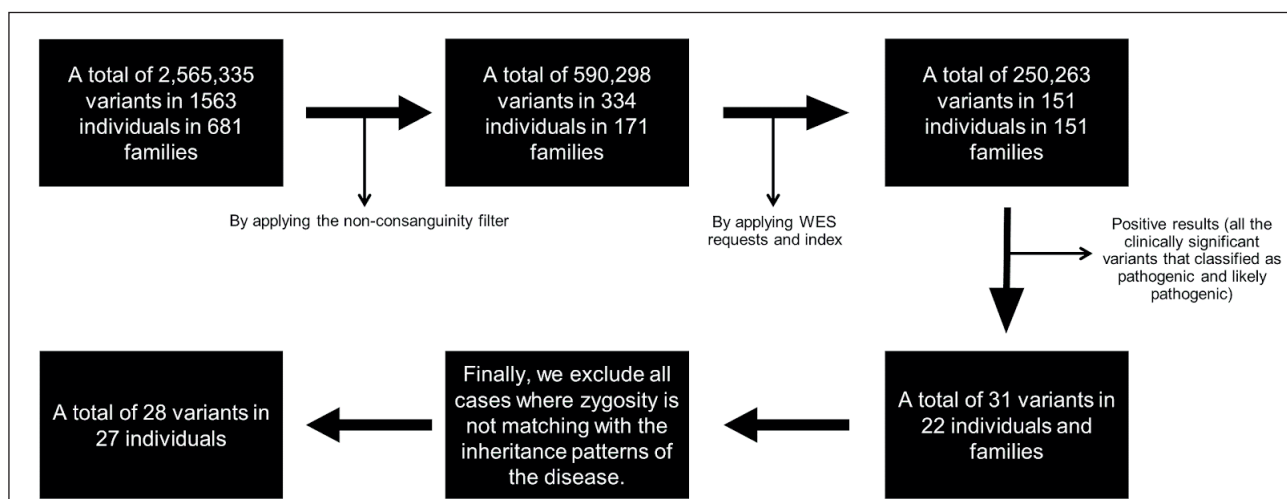 A total of 2,565,335
variants in 1563
individuals in 681
families
By applying the non-consanguinity filter
A total of 590,298
variants in 334
individuals in 171
families
By applying WES
requests and index
A total of 250,263
variants in 151
individuals in 151
families
Positive results (all the
clinically significant
variants that classified as
pathogenic and likely
pathogenic)
A total of 31 variants in
22 individuals and
families
Finally, we exclude all
cases where zygosity is
not matching with the
inheritance patterns
of the disease.
A total of 28 variants in
27 individuals